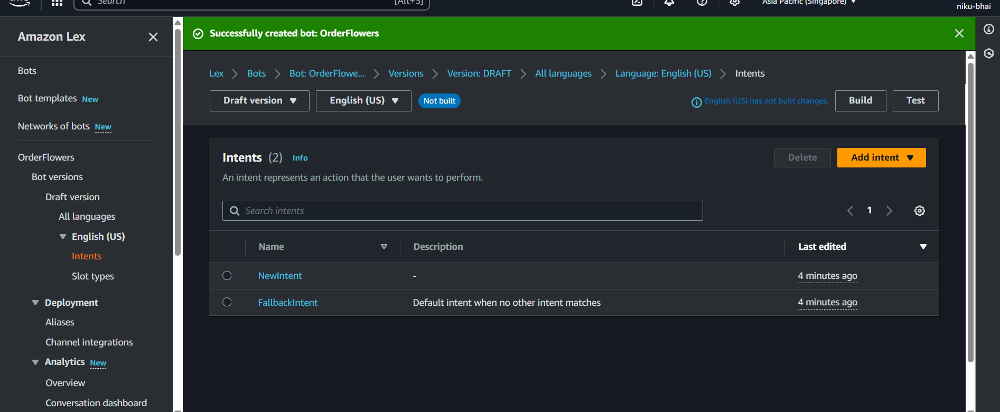 Search [Alt+S] Asia Pacific (Singapore)
niku-bhai
Amazon Lex
Bots
Bot templates New
Networks of bots New
OrderFlowers
Bot versions
Draft version
All languages
English (US)
Intents
Slot types
Deployment
Aliases
Channel integrations
Analytics New
Overview
Conversation dashboard
Successfully created bot: OrderFlowers
Lex Bots Bot: OrderFlowe... Versions Version: DRAFT All languages Language: English (US) Intents
Draft version English (US) Not built English (US) has not built changes. Build Test
Intents (2) Info Delete Add intent
An intent represents an action that the user wants to perform.
Search intents 1
Name Description Last edited
NewIntent - 4 minutes ago
FallbackIntent Default intent when no other intent matches 4 minutes ago